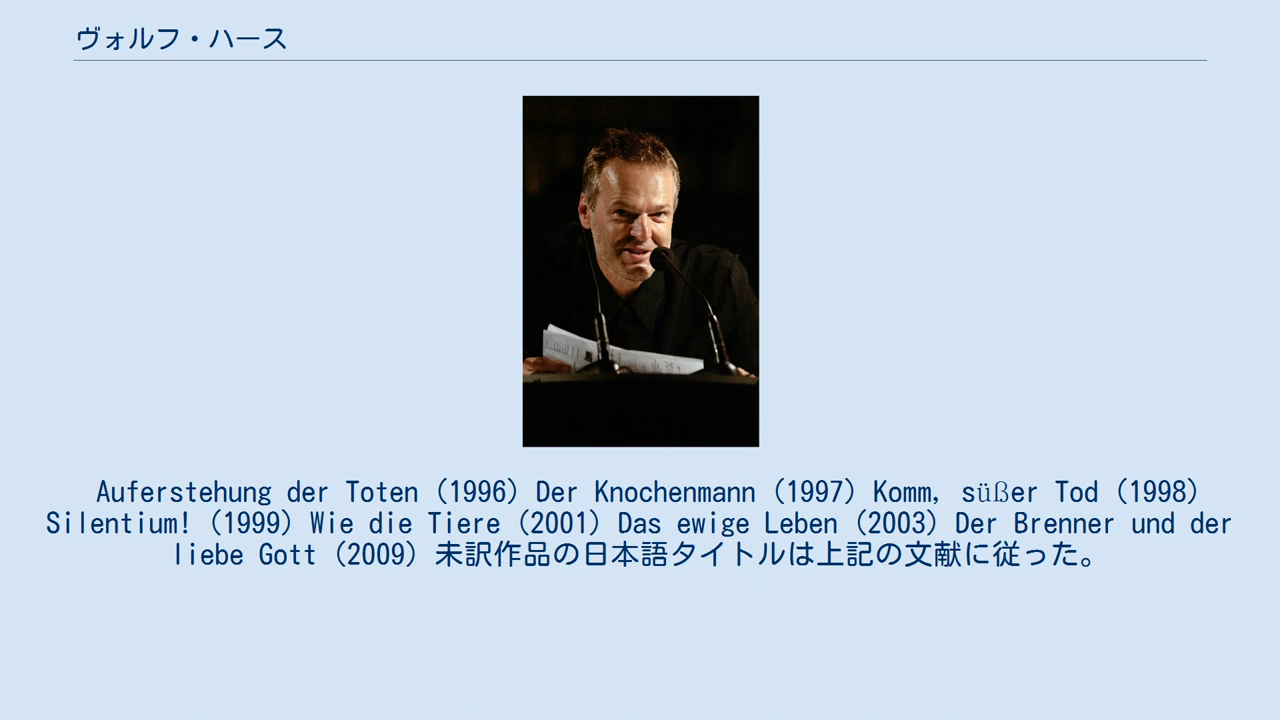 ヴォルフ・ハース
Auferstehung der Toten (1996) Der Knochenmann (1997) Komm, süßer Tod (1998)
Silentium! (1999) Wie die Tiere (2001) Das ewige Leben (2003) Der Brenner und der
liebe Gott (2009) 未訳作品の日本語タイトルは上記の文献に従った。